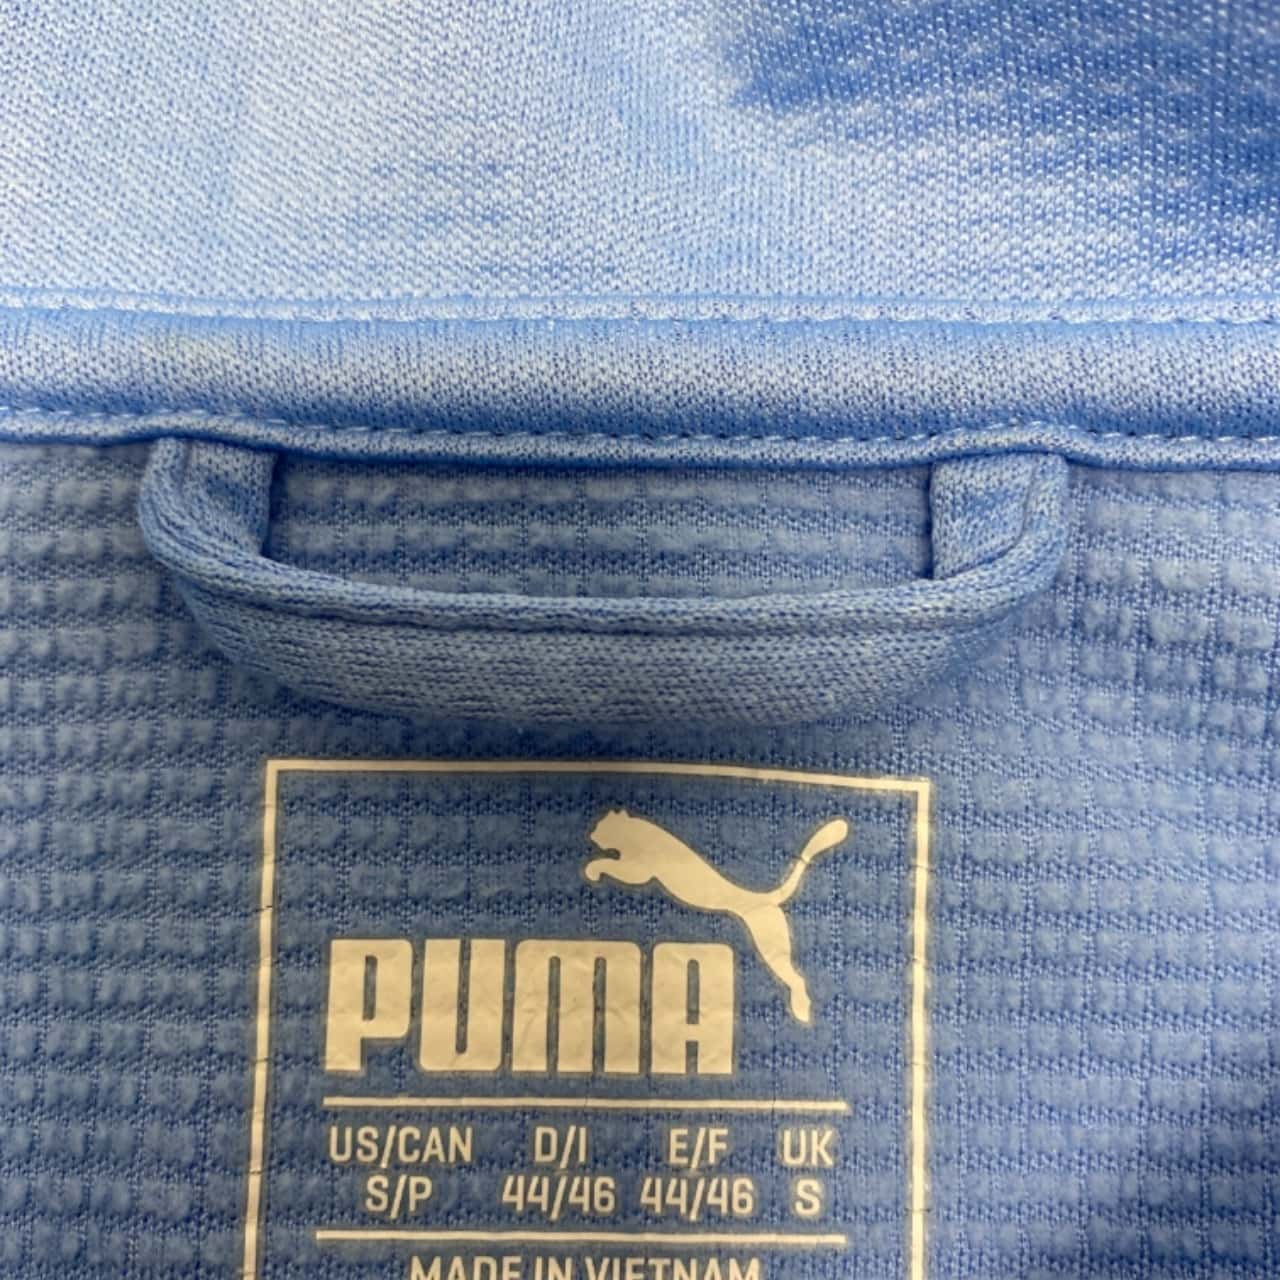 PUMA
US/CAN D/I E/F UK
S/P 44/46 44/46 S
MADE IN VIETNAM